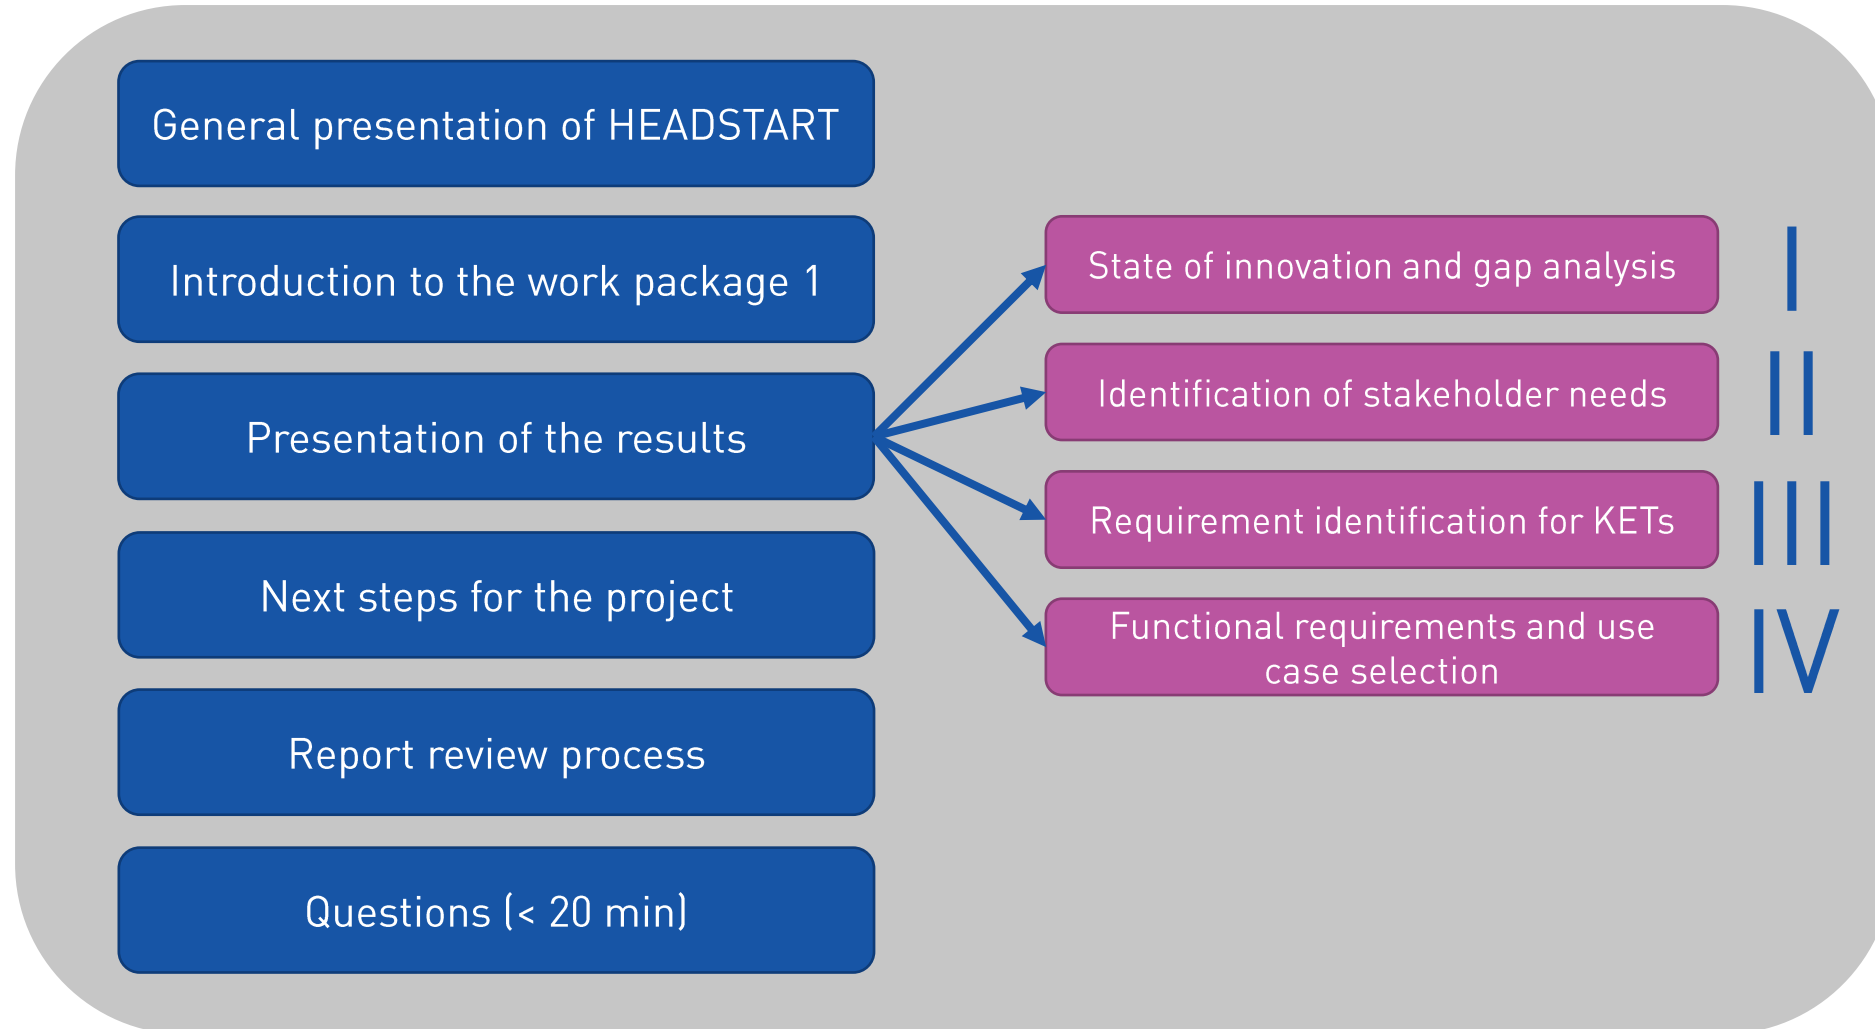 General presentation of HEADSTART
Introduction to the work package 1
Presentation of the results
Next steps for the project
Report review process
Questions (< 20 min)
State of innovation and gap analysis
I
Identification of stakeholder needs
II
Requirement identification for KETs
III
Functional requirements and use
case selection
IV